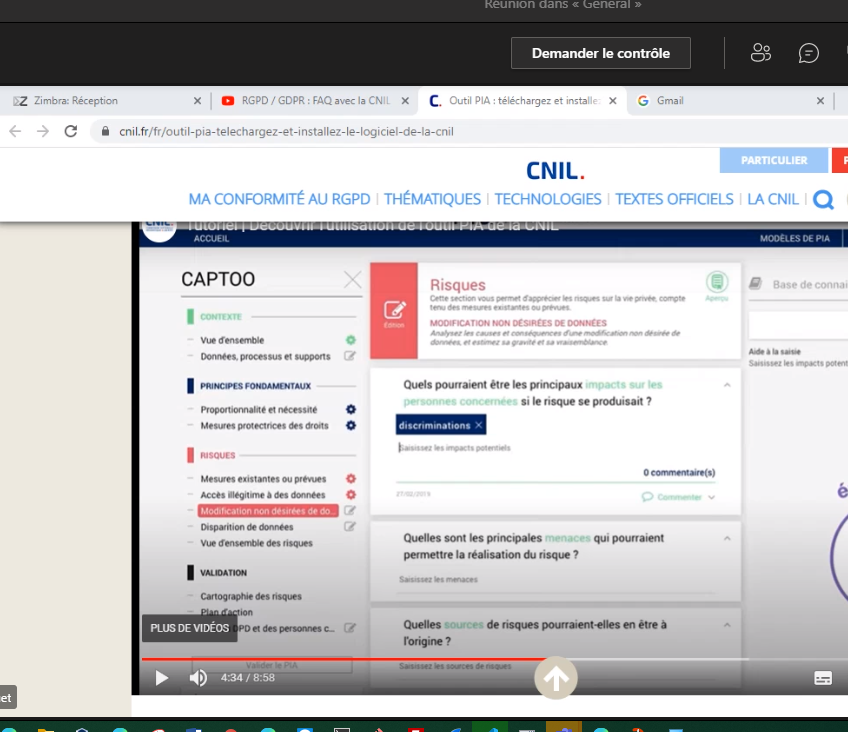 Réunion dans « Général »
Demander le contrôle
Zimbra: Réception
RGPD / GDPR : FAQ avec la CNIL
Outil PIA : téléchargez et installe
Gmail
cnil.fr/fr/outil-pia-telechargez-et-installez-le-logiciel-de-la-cnil
CNIL.
PARTICULIER
MA CONFORMITÉ AU RGPD | THÉMATIQUES | TECHNOLOGIES | TEXTES OFFICIELS | LA CNIL
Tutoriel | Découvrir l'utilisation de l'outil PIA de la CNIL
ACCUEIL
MODÈLES DE PIA
CAPTOO
CONTEXTE
Vue d'ensemble
Données, processus et supports
PRINCIPES FONDAMENTAUX
Proportionnalité et nécessité
Mesures protectrices des droits
RISQUES
Mesures existantes ou prévues
Accès illégitime à des données
Modification non désirées de do...
Disparition de données
Vue d'ensemble des risques
VALIDATION
Cartographie des risques
Plan d'action
DPD et des personnes c...
PLUS DE VIDÉOS
Valider le PIA
Édition
Risques
Cette section vous permet d'apprécier les risques sur la vie privée, compte
tenu des mesures existantes ou prévues.
MODIFICATION NON DÉSIRÉES DE DONNÉES
Analysez les causes et conséquences d'une modification non désirée de
données, et estimez sa gravité et sa vraisemblance.
Aperçu
Quels pourraient être les principaux impacts sur les
personnes concernées si le risque se produisait ?
discriminations
Saisissez les impacts potentiels
0 commentaire(s)
Commenter
Quelles sont les principales menaces qui pourraient
permettre la réalisation du risque ?
Saisissez les menaces
Quelles sources de risques pourraient-elles en être à
l'origine ?
Saisissez les sources de risques
Base de connai
Aide à la saisie
Saisissez les impacts potent
4:34 / 8:58
et